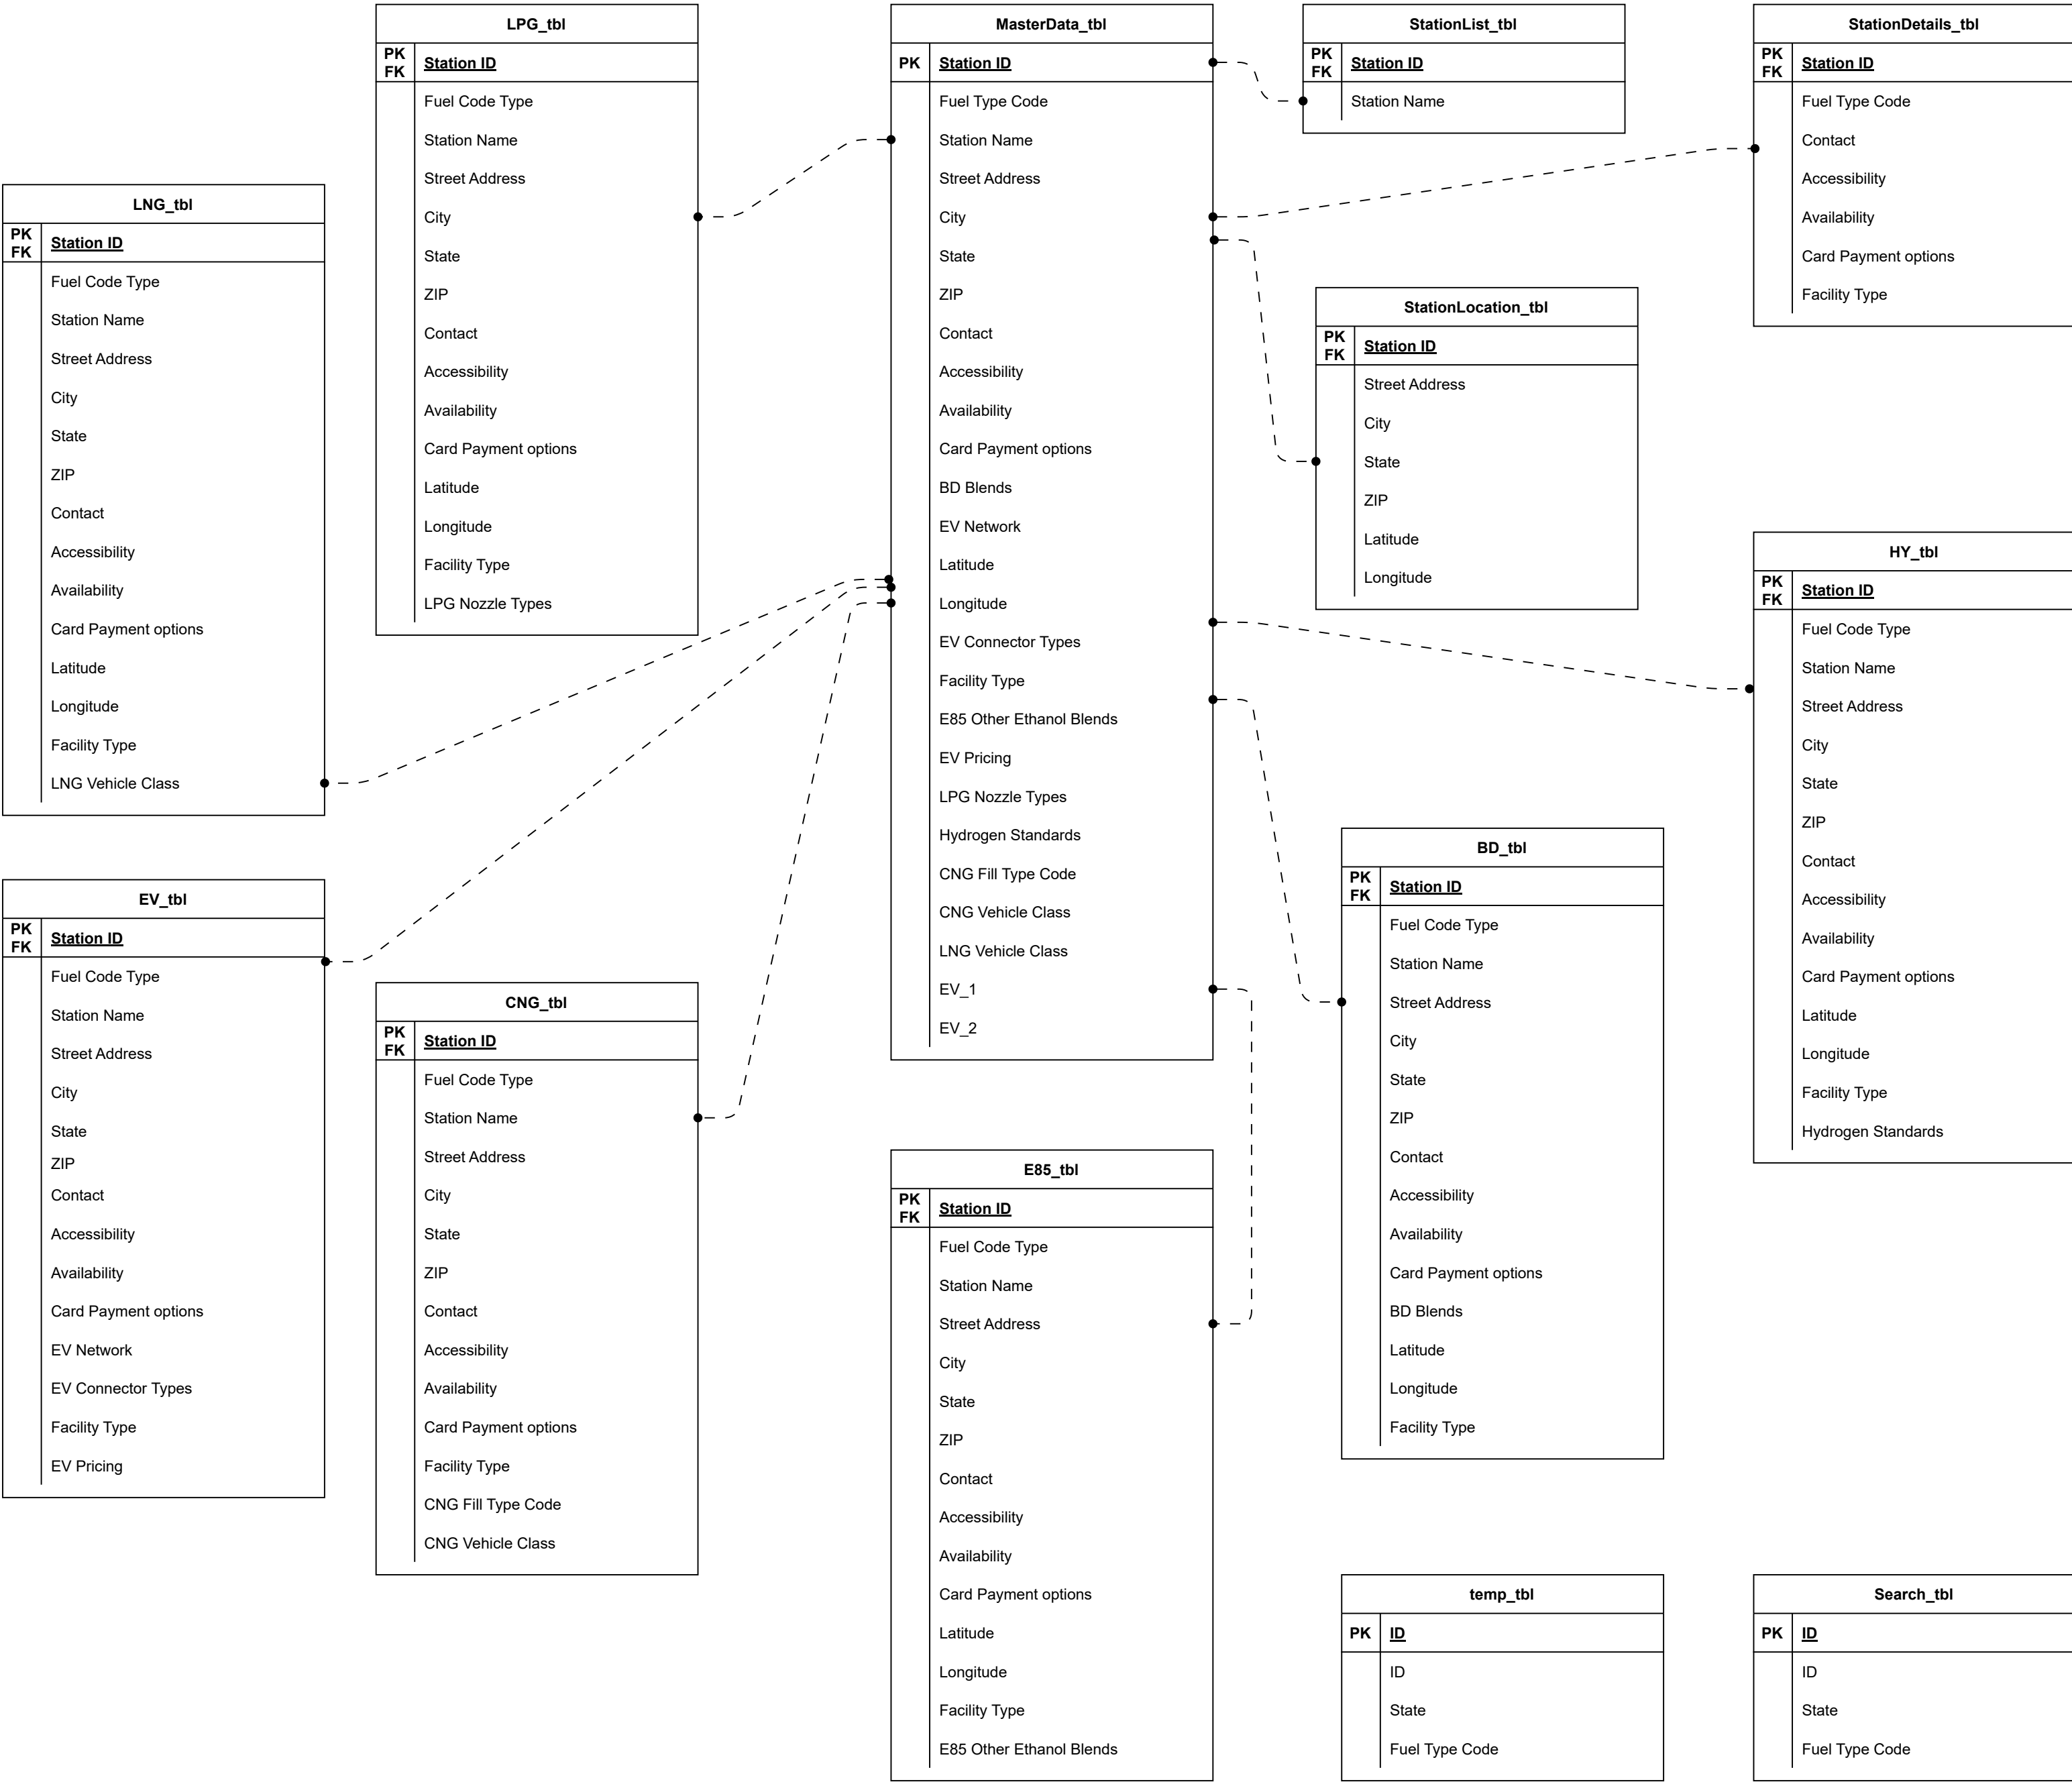 LPG_tbl
PK
FK
Station ID
Fuel Code Type
Station Name
Street Address
City
State
ZIP
Contact
Accessibility
Availability
Card Payment options
Latitude
Longitude
Facility Type
LPG Nozzle Types
MasterData_tbl
PK
Station ID
Fuel Type Code
Station Name
Street Address
City
State
ZIP
Contact
Accessibility
Availability
Card Payment options
BD Blends
EV Network
Latitude
Longitude
EV Connector Types
Facility Type
E85 Other Ethanol Blends
EV Pricing
LPG Nozzle Types
Hydrogen Standards
CNG Fill Type Code
CNG Vehicle Class
LNG Vehicle Class
EV_1
EV_2
StationList_tbl
PK
FK
Station ID
Station Name
StationDetails_tbl
PK
FK
Station ID
Fuel Type Code
Contact
Accessibility
Availability
Card Payment options
Facility Type
LNG_tbl
PK
FK
Station ID
Fuel Code Type
Station Name
Street Address
City
State
ZIP
Contact
Accessibility
Availability
Card Payment options
Latitude
Longitude
Facility Type
LNG Vehicle Class
StationLocation_tbl
PK
FK
Station ID
Street Address
City
State
ZIP
Latitude
Longitude
HY_tbl
PK
FK
Station ID
Fuel Code Type
Station Name
Street Address
City
State
ZIP
Contact
Accessibility
Availability
Card Payment options
Latitude
Longitude
Facility Type
Hydrogen Standards
BD_tbl
PK
FK
Station ID
Fuel Code Type
Station Name
Street Address
City
State
ZIP
Contact
Accessibility
Availability
Card Payment options
BD Blends
Latitude
Longitude
Facility Type
EV_tbl
PK
FK
Station ID
Fuel Code Type
Station Name
Street Address
City
State
ZIP
Contact
Accessibility
Availability
Card Payment options
EV Network
EV Connector Types
Facility Type
EV Pricing
CNG_tbl
PK
FK
Station ID
Fuel Code Type
Station Name
Street Address
City
State
ZIP
Contact
Accessibility
Availability
Card Payment options
Facility Type
CNG Fill Type Code
CNG Vehicle Class
E85_tbl
PK
FK
Station ID
Fuel Code Type
Station Name
Street Address
City
State
ZIP
Contact
Accessibility
Availability
Card Payment options
Latitude
Longitude
Facility Type
E85 Other Ethanol Blends
temp_tbl
PK
ID
ID
State
Fuel Type Code
Search_tbl
PK
ID
ID
State
Fuel Type Code